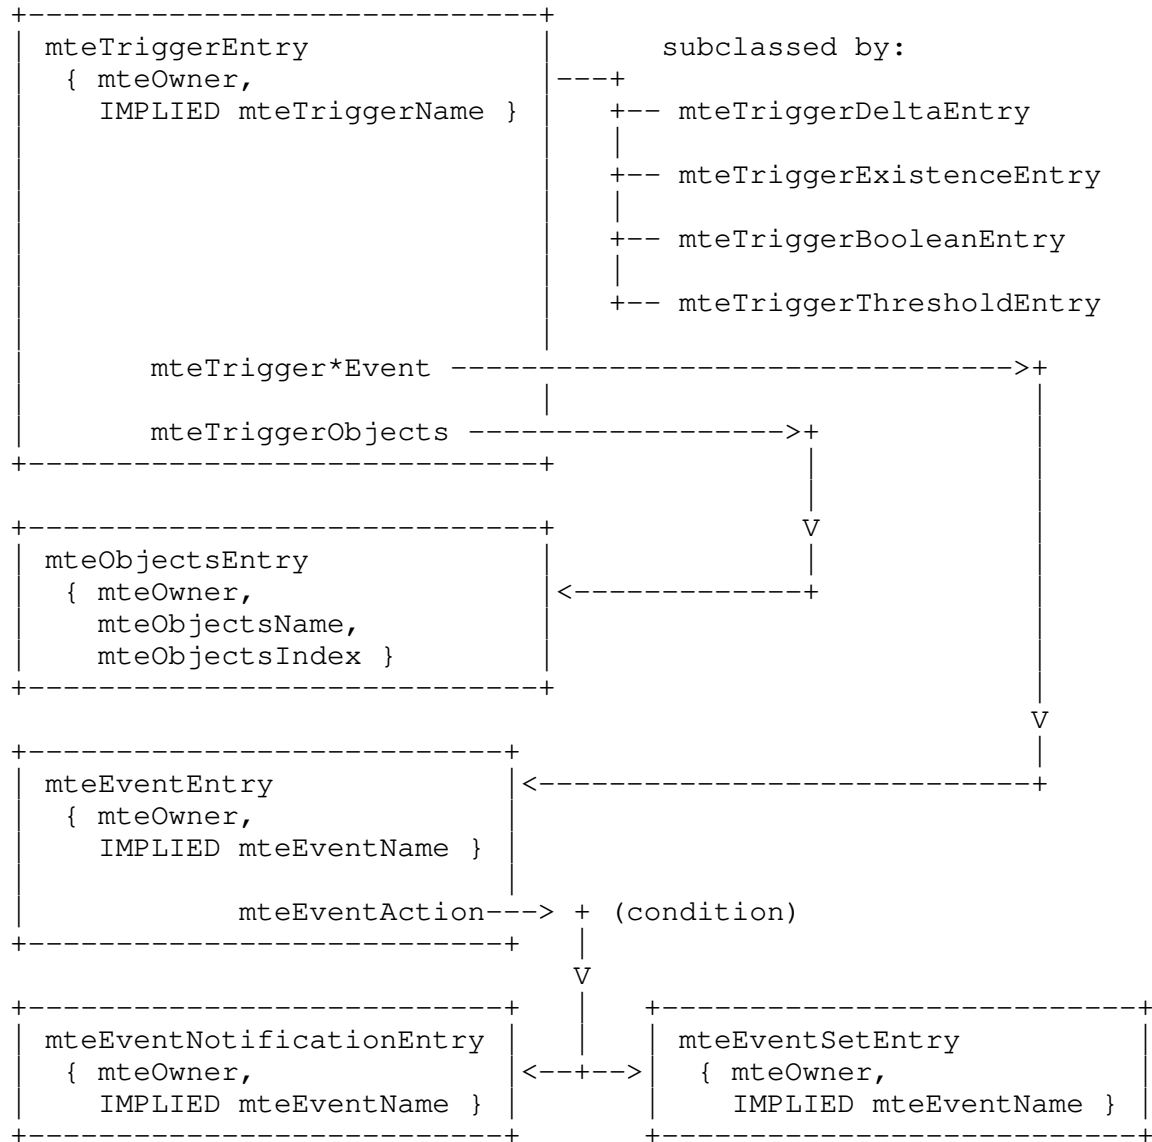 mteTriggerEntry subclassed by:
{ mteOwner,
IMPLIED mteTriggerName } +-- mteTriggerDeltaEntry
+-- mteTriggerExistenceEntry
+-- mteTriggerBooleanEntry
+-- mteTriggerThresholdEntry
mteTrigger*Event
mteTriggerObjects
V
mteObjectsEntry
{ mteOwner,
mteObjectsName,
mteObjectsIndex }
V
mteEventEntry
{ mteOwner,
IMPLIED mteEventName }
mteEventAction---> + (condition)
V
mteEventNotificationEntry mteEventSetEntry
{ mteOwner, <--+--> { mteOwner,
IMPLIED mteEventName } IMPLIED mteEventName }